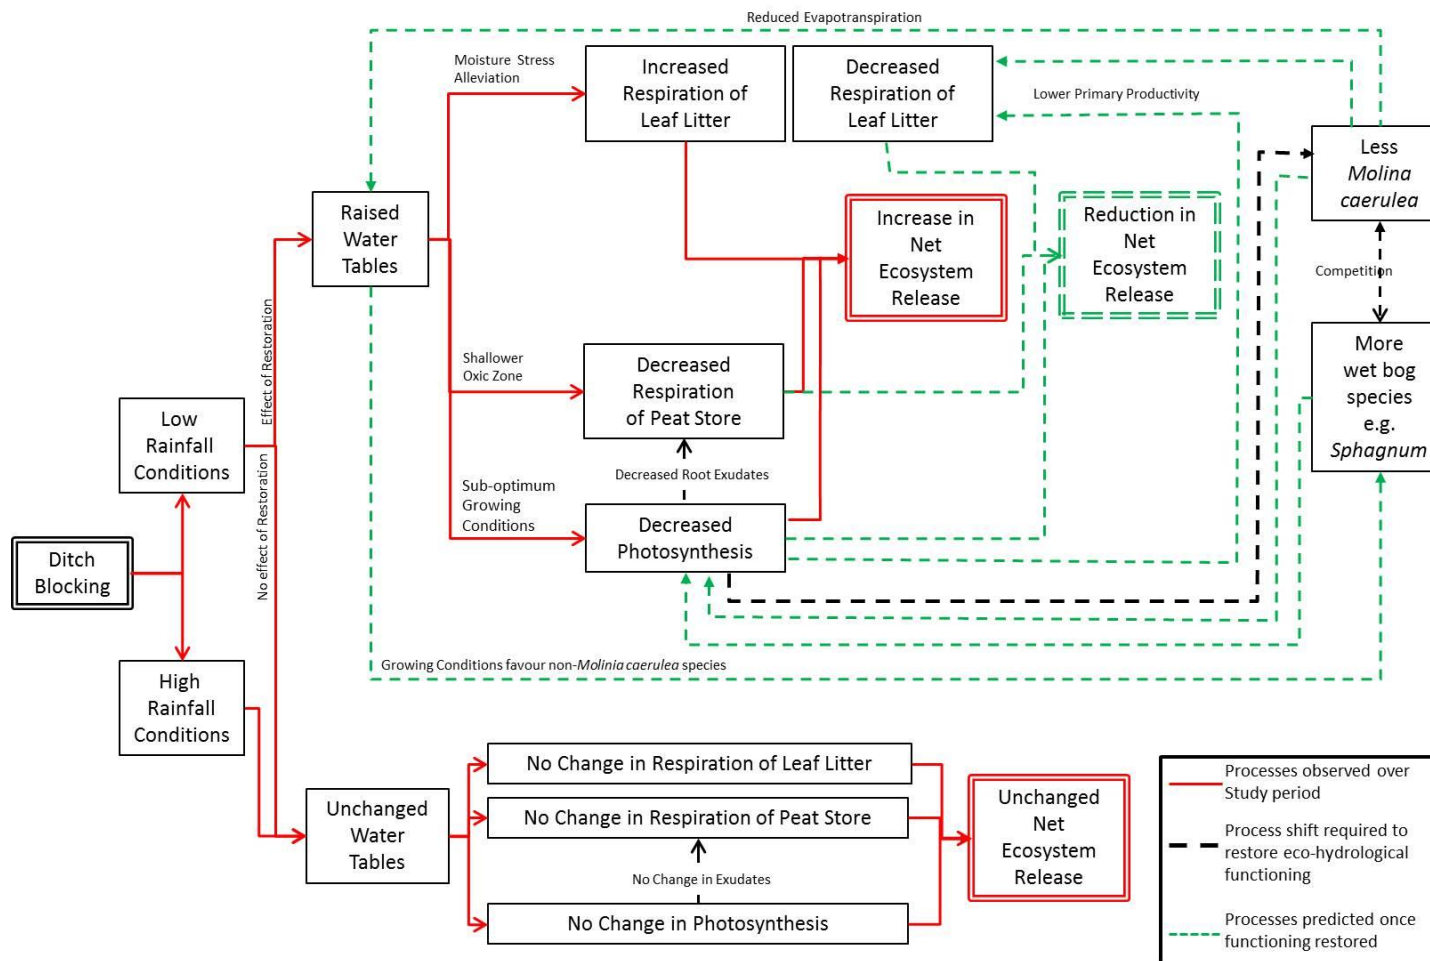 Reduced Evapotranspiration
Moisture Stress
Alleviation
Increased
Respiration of
Leaf Litter
Decreased
Respiration of
Leaf Litter
Lower Primary Productivity
Less
Molina
caerulea
Raised
Water
Tables
Increase in
Net
Ecosystem
Release
Reduction in
Net
Ecosystem
Release
Competition
Effect of Restoration
Shallower
Oxic Zone
Decreased
Respiration
of Peat Store
More
wet bog
species
e.g.
Sphagnum
Low
Rainfall
Conditions
No effect of Restoration
Decreased Root Exudates
Sub-optimum
Growing
Conditions
Decreased
Photosynthesis
Ditch
Blocking
Growing Conditions favour non-Molinia caerulea species
High
Rainfall
Conditions
Unchanged
Water
Tables
No Change in Respiration of Leaf Litter
No Change in Respiration of Peat Store
No Change in Exudates
No Change in Photosynthesis
Unchanged
Net
Ecosystem
Release
Processes observed over
Study period
Process shift required to
restore eco-hydrological
functioning
Processes predicted once
functioning restored